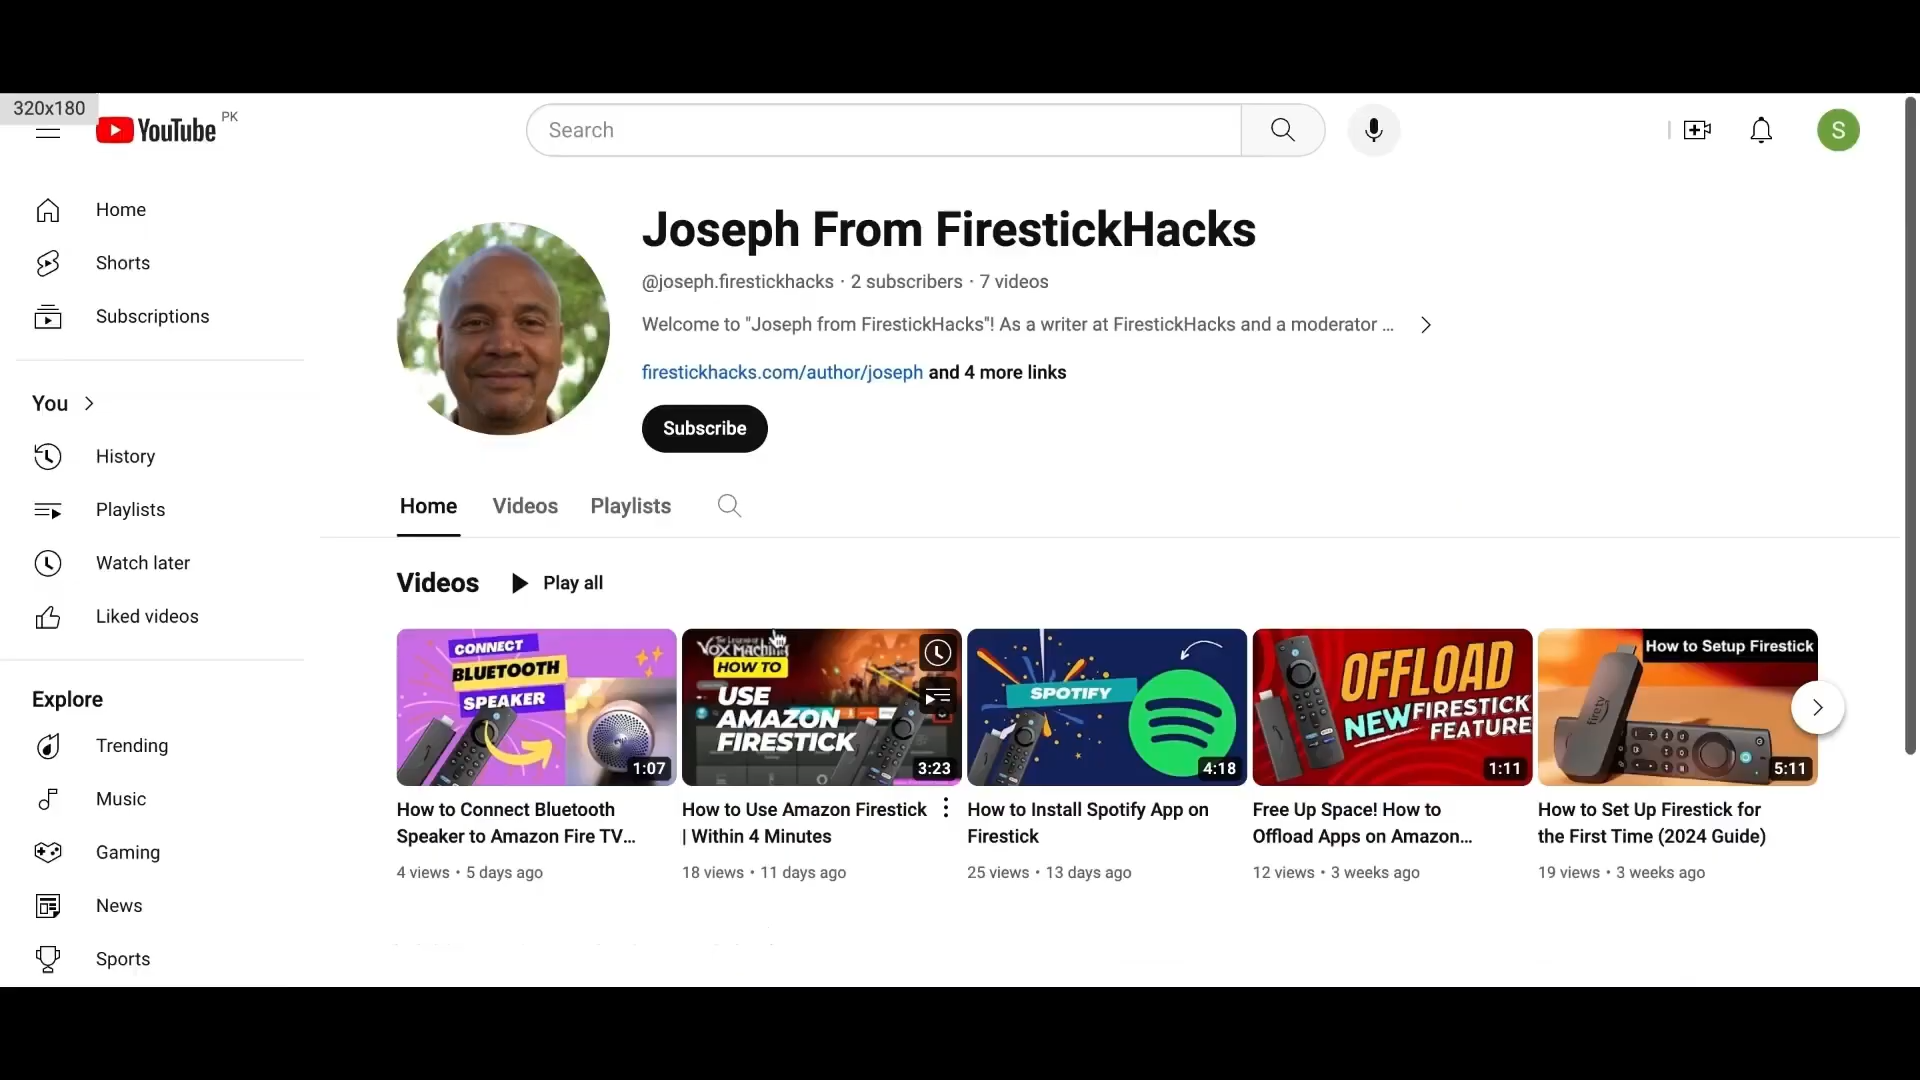 320x180
YouTube PK
Search
S
Home
Shorts
Subscriptions
You
History
Playlists
Watch later
Liked videos
Explore
Trending
Music
Gaming
News
Sports
Joseph From FirestickHacks
@joseph.firestickhacks · 2 subscribers · 7 videos
Welcome to "Joseph from FirestickHacks"! As a writer at FirestickHacks and a moderator ...
firestickhacks.com/author/joseph and 4 more links
Subscribe
Home Videos Playlists
Videos Play all
CONNECT
BLUETOOTH
SPEAKER
1:07
How to Connect Bluetooth
Speaker to Amazon Fire TV...
4 views • 5 days ago
VOX MACHINA
HOW TO
USE
AMAZON
FIRESTICK
3:23
How to Use Amazon Firestick
| Within 4 Minutes
18 views • 11 days ago
SPOTIFY
4:18
How to Install Spotify App on
Firestick
25 views • 13 days ago
OFFLOAD
NEW FIRESTICK
FEATURE
1:11
Free Up Space! How to
Offload Apps on Amazon...
12 views • 3 weeks ago
How to Setup Firestick
firetv
5:11
How to Set Up Firestick for
the First Time (2024 Guide)
19 views • 3 weeks ago